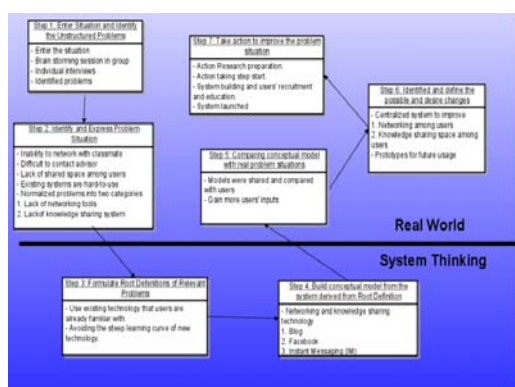 Step 1: Enter Situation and Identify
the Unstructured Problems
- Enter the situation
- Brain storming session in group
- Individual interviews
- Identified problems
Step 2: Identify and Express Problem
Situation
- Inability to network with classmate
- Difficult to contact advisor
- Lack of shared space among users
- Existing systems are hard-to-use
- Normalized problems into two categories
1. Lack of networking tools
2. Lack of knowledge sharing system
Step 3: Formulate Root Definitions of Relevant
Problems
- Use existing technology that users are
already familiar with.
- Avoiding the steep learning curve of new
technology.
Step 4: Build conceptual model from the
system derived from Root Definition
- Networking and knowledge sharing
technology
1. Blog
2. Facebook
3. Instant Messaging (IM)
Step 5: Comparing conceptual model
with real problem situations
- Models were shared and compared
with users
- Gain more users' inputs
Step 6: Identified and define the
possible and desire changes
- Centralized system to improve
1. Networking among users
2. Knowledge sharing space among
users
- Prototypes for future usage
Step 7: Take action to improve the problem
situation
- Action Research preparation.
- Action taking step start.
- System building and users' recruitment
and education.
- System launched
Real World
System Thinking